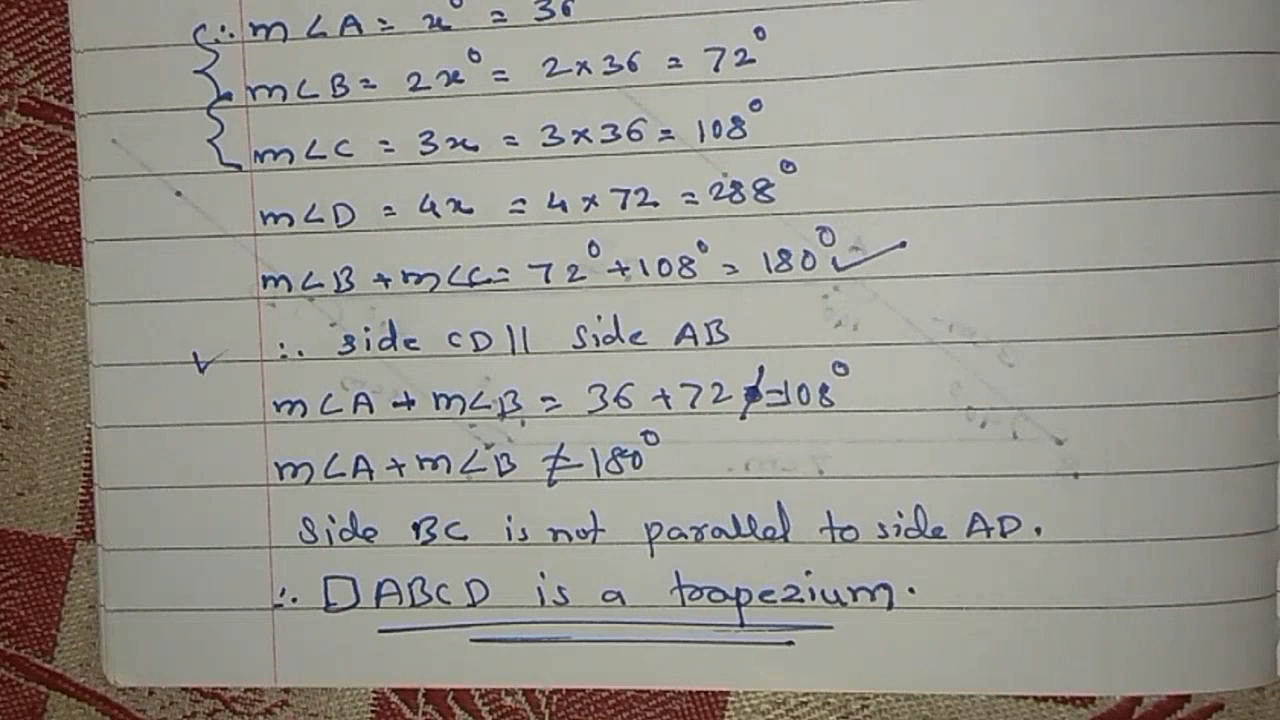 ∴ m∠A = x° = 36
m∠B = 2x° = 2×36 = 72°
m∠C = 3x = 3×36 = 108°
m∠D = 4x = 4×72 = 288°
m∠B + m∠C = 72° + 108° = 180° ✓
✓ ∴ side CD || side AB
m∠A + m∠B = 36 + 72 = 108°
m∠A + m∠B ≠ 180°
Side BC is not parallel to side AD.
∴ □ABCD is a trapezium.